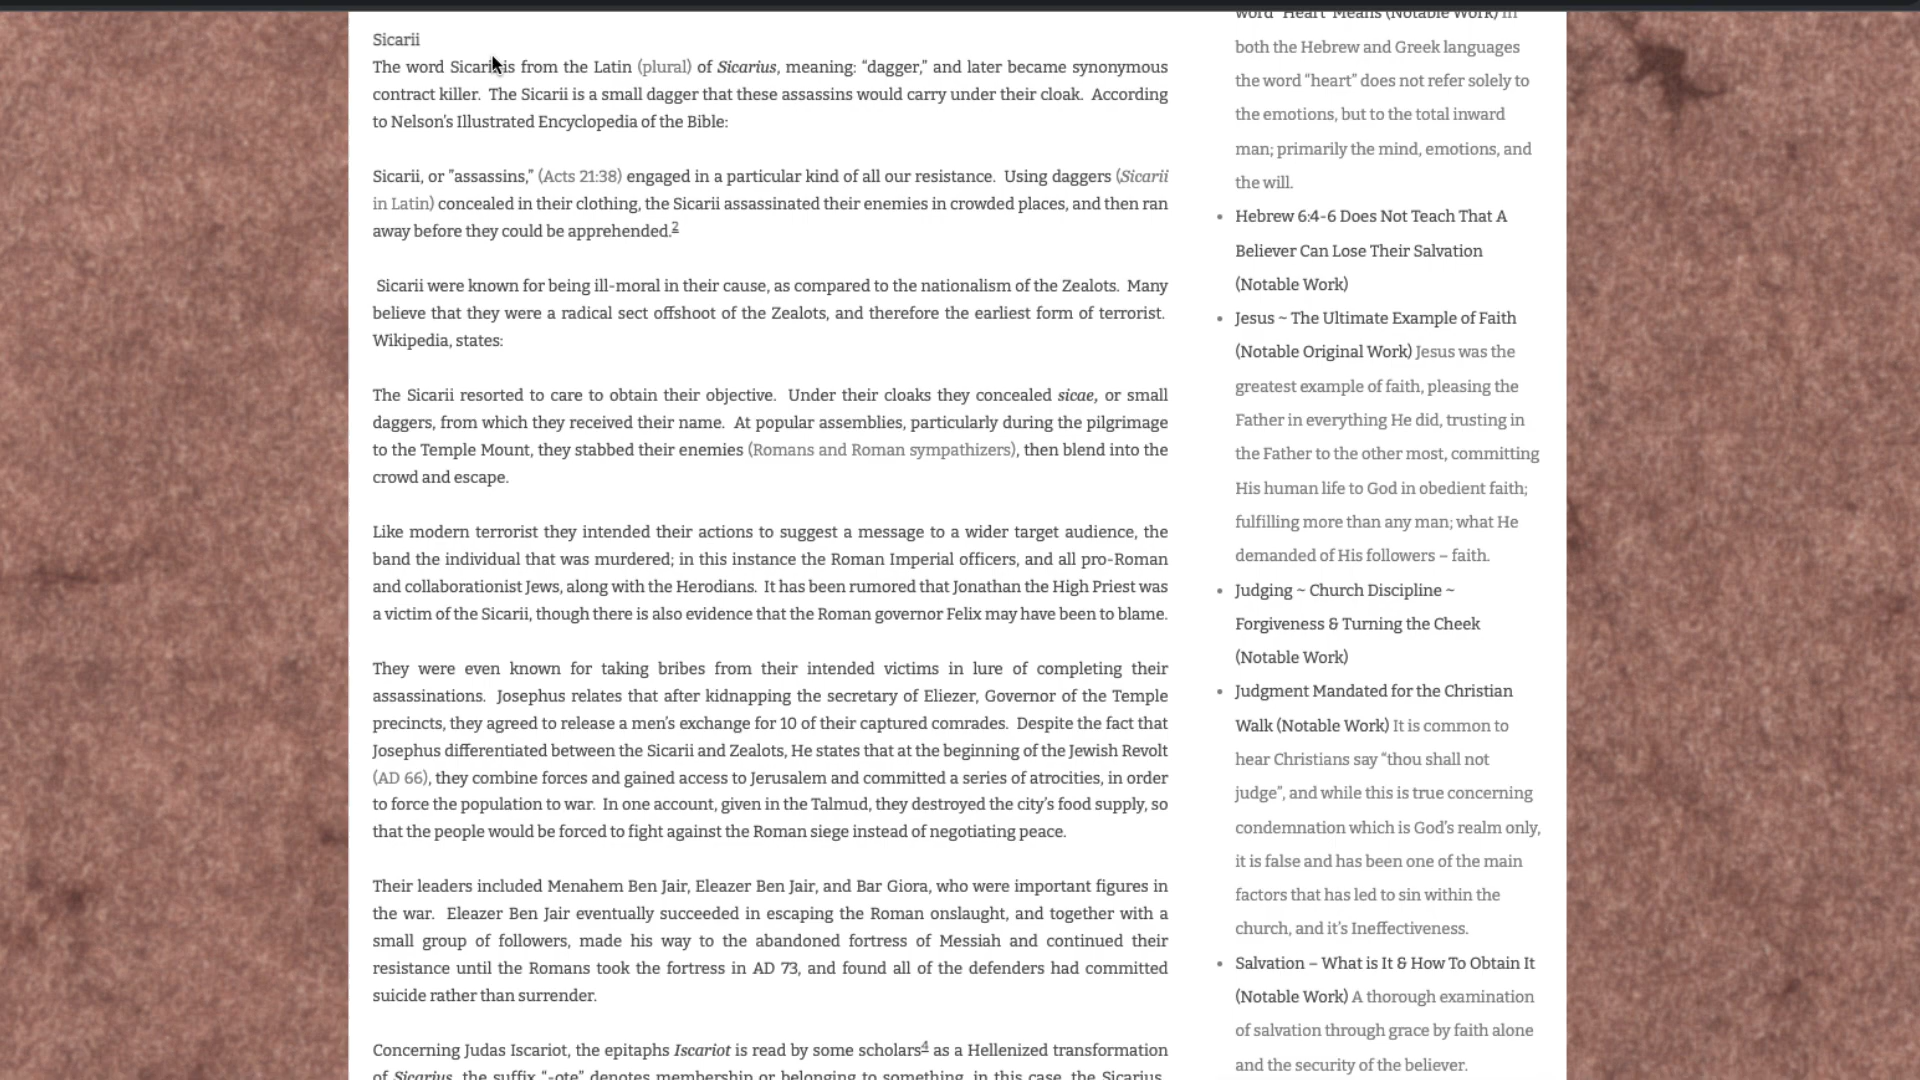 Sicarii
The word Sicarii is from the Latin (plural) of Sicarius, meaning: “dagger,” and later became synonymous
contract killer. The Sicarii is a small dagger that these assassins would carry under their cloak. According
to Nelson’s Illustrated Encyclopedia of the Bible:
Sicarii, or ”assassins,” (Acts 21:38) engaged in a particular kind of all our resistance. Using daggers (Sicarii
in Latin) concealed in their clothing, the Sicarii assassinated their enemies in crowded places, and then ran
away before they could be apprehended.2
Sicarii were known for being ill-moral in their cause, as compared to the nationalism of the Zealots. Many
believe that they were a radical sect offshoot of the Zealots, and therefore the earliest form of terrorist.
Wikipedia, states:
The Sicarii resorted to care to obtain their objective. Under their cloaks they concealed sicae, or small
daggers, from which they received their name. At popular assemblies, particularly during the pilgrimage
to the Temple Mount, they stabbed their enemies (Romans and Roman sympathizers), then blend into the
crowd and escape.
Like modern terrorist they intended their actions to suggest a message to a wider target audience, the
band the individual that was murdered; in this instance the Roman Imperial officers, and all pro-Roman
and collaborationist Jews, along with the Herodians. It has been rumored that Jonathan the High Priest was
a victim of the Sicarii, though there is also evidence that the Roman governor Felix may have been to blame.
They were even known for taking bribes from their intended victims in lure of completing their
assassinations. Josephus relates that after kidnapping the secretary of Eliezer, Governor of the Temple
precincts, they agreed to release a men’s exchange for 10 of their captured comrades. Despite the fact that
Josephus differentiated between the Sicarii and Zealots, He states that at the beginning of the Jewish Revolt
(AD 66), they combine forces and gained access to Jerusalem and committed a series of atrocities, in order
to force the population to war. In one account, given in the Talmud, they destroyed the city’s food supply, so
that the people would be forced to fight against the Roman siege instead of negotiating peace.
Their leaders included Menahem Ben Jair, Eleazer Ben Jair, and Bar Giora, who were important figures in
the war. Eleazer Ben Jair eventually succeeded in escaping the Roman onslaught, and together with a
small group of followers, made his way to the abandoned fortress of Messiah and continued their
resistance until the Romans took the fortress in AD 73, and found all of the defenders had committed
suicide rather than surrender.
Concerning Judas Iscariot, the epitaphs Iscariot is read by some scholars4 as a Hellenized transformation
of Sicarius, the suffix “-ote” denotes membership or belonging to something, in this case, the Sicarius.
word “Heart” Means (Notable Work) In
both the Hebrew and Greek languages
the word “heart” does not refer solely to
the emotions, but to the total inward
man; primarily the mind, emotions, and
the will.
• Hebrew 6:4-6 Does Not Teach That A
Believer Can Lose Their Salvation
(Notable Work)
• Jesus ~ The Ultimate Example of Faith
(Notable Original Work) Jesus was the
greatest example of faith, pleasing the
Father in everything He did, trusting in
the Father to the other most, committing
His human life to God in obedient faith;
fulfilling more than any man; what He
demanded of His followers – faith.
• Judging ~ Church Discipline ~
Forgiveness & Turning the Cheek
(Notable Work)
• Judgment Mandated for the Christian
Walk (Notable Work) It is common to
hear Christians say “thou shall not
judge”, and while this is true concerning
condemnation which is God’s realm only,
it is false and has been one of the main
factors that has led to sin within the
church, and it’s Ineffectiveness.
• Salvation – What is It & How To Obtain It
(Notable Work) A thorough examination
of salvation through grace by faith alone
and the security of the believer.